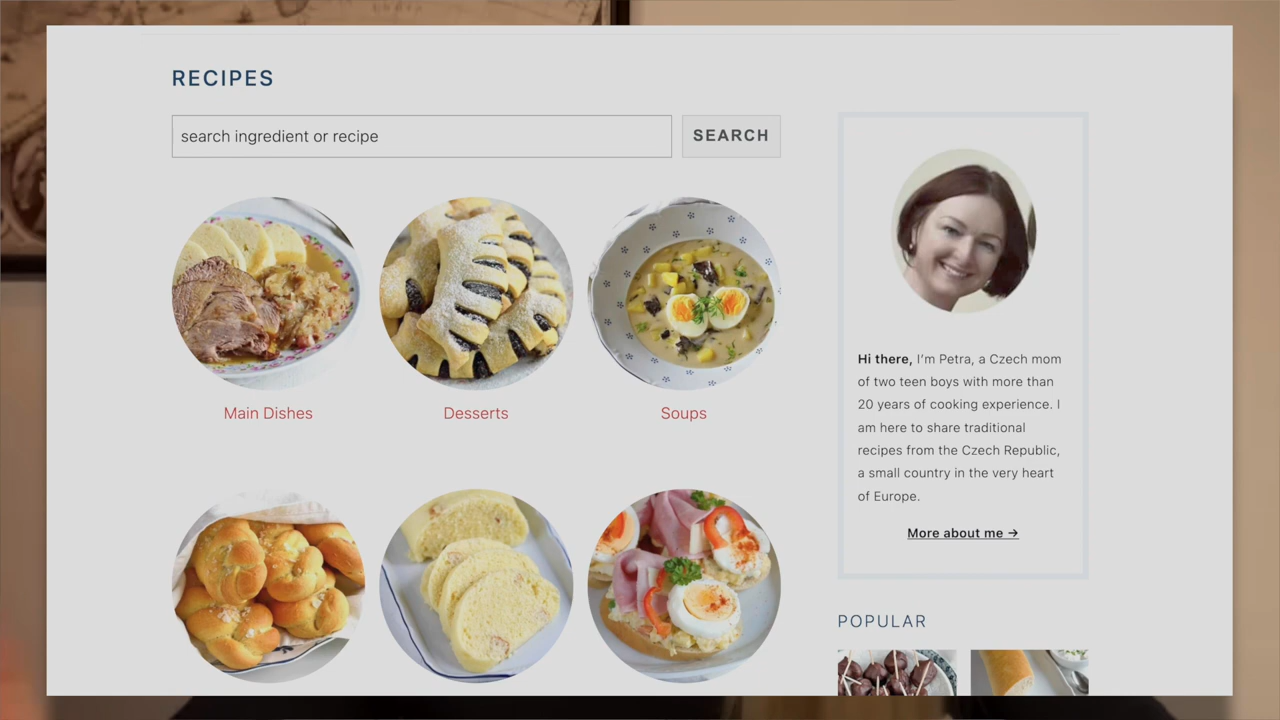 RECIPES
search ingredient or recipe
SEARCH
Main Dishes
Desserts
Soups
Hi there, I'm Petra, a Czech mom
of two teen boys with more than
20 years of cooking experience. I
am here to share traditional
recipes from the Czech Republic,
a small country in the very heart
of Europe.
More about me →
POPULAR